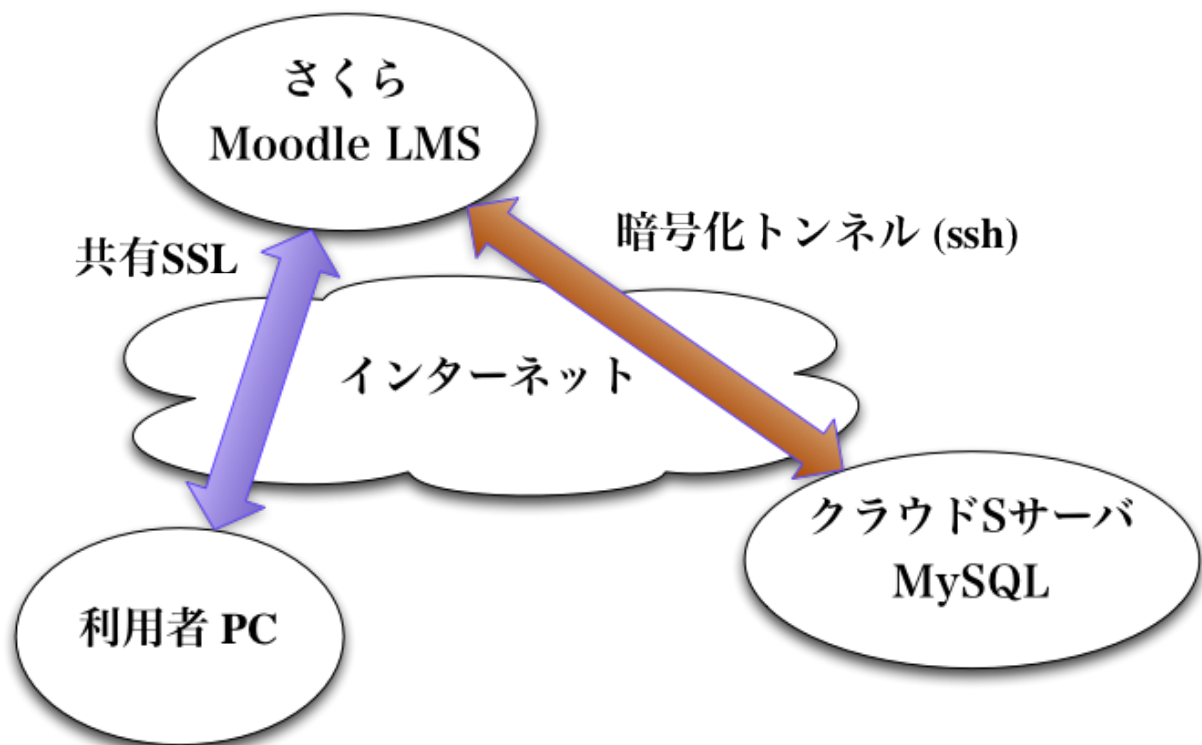 さくら
Moodle LMS
共有SSL
暗号化トンネル (ssh)
インターネット
クラウドSサーバ
MySQL
利用者 PC